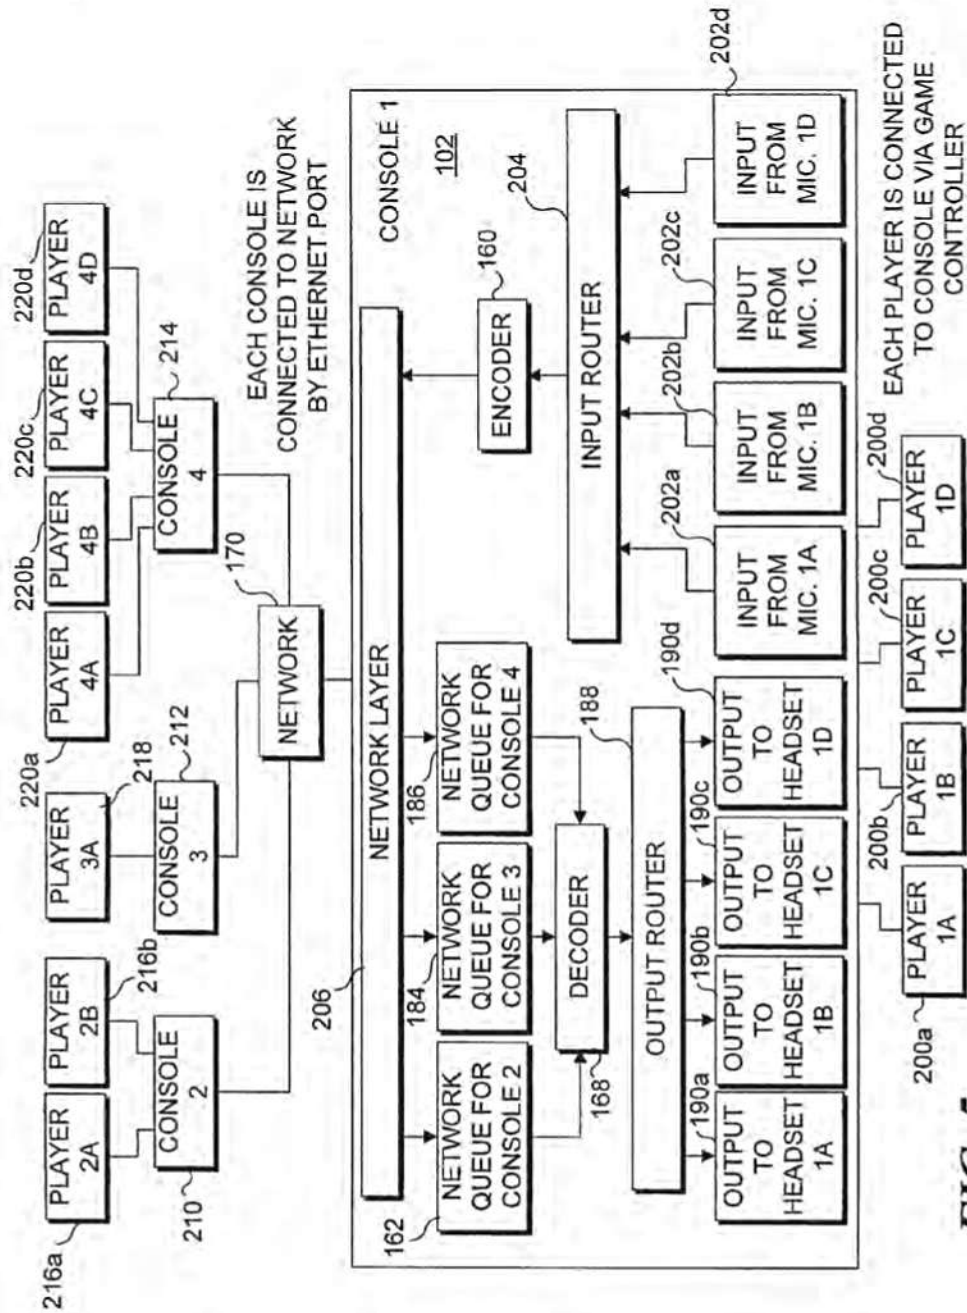 216a
PLAYER
2A
PLAYER
2B
216b
CONSOLE
2
210
220a
PLAYER
3A
218
CONSOLE
3
212
PLAYER
4A
220b
PLAYER
4B
220c
PLAYER
4C
220d
PLAYER
4D
CONSOLE
4
214
NETWORK
170
EACH CONSOLE IS
CONNECTED TO NETWORK
BY ETHERNET PORT
206
NETWORK LAYER
CONSOLE 1
102
162
NETWORK
QUEUE FOR
CONSOLE 2
184
NETWORK
QUEUE FOR
CONSOLE 3
186
NETWORK
QUEUE FOR
CONSOLE 4
ENCODER
160
DECODER
168
INPUT ROUTER
204
OUTPUT ROUTER
188
190a
OUTPUT
TO
HEADSET
1A
190b
OUTPUT
TO
HEADSET
1B
190c
OUTPUT
TO
HEADSET
1C
190d
OUTPUT
TO
HEADSET
1D
202a
INPUT
FROM
MIC. 1A
202b
INPUT
FROM
MIC. 1B
202c
INPUT
FROM
MIC. 1C
202d
INPUT
FROM
MIC. 1D
200a
PLAYER
1A
200b
PLAYER
1B
200c
PLAYER
1C
200d
PLAYER
1D
EACH PLAYER IS CONNECTED
TO CONSOLE VIA GAME
CONTROLLER